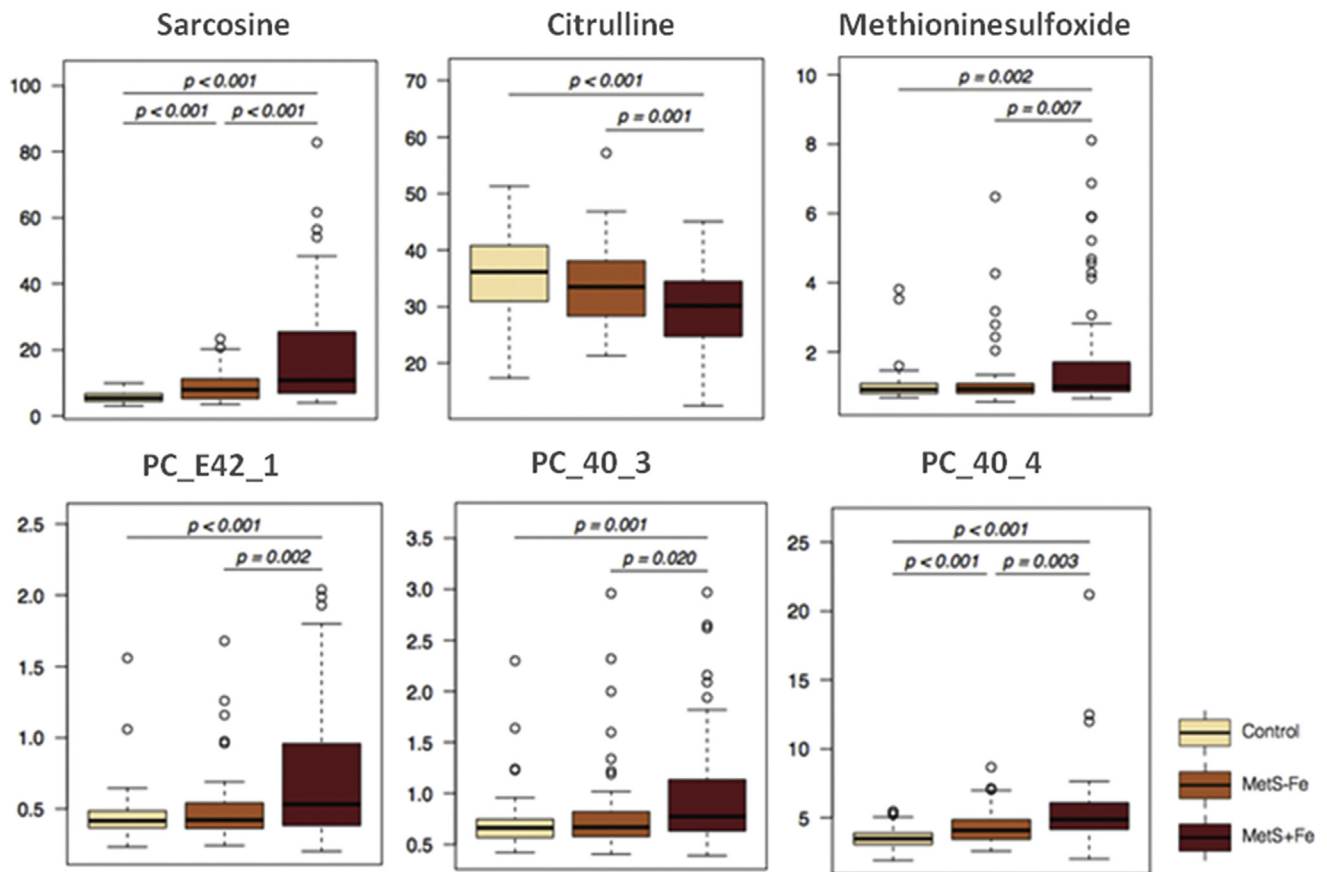 Sarcosine
100
80
60
40
20
0
p < 0.001
p < 0.001 p < 0.001
Citrulline
70
60
50
40
30
20
p < 0.001
p = 0.001
Methioninesulfoxide
10
8
6
4
2
p = 0.002
p = 0.007
PC_E42_1
2.5
2.0
1.5
1.0
0.5
p < 0.001
p = 0.002
PC_40_3
3.5
3.0
2.5
2.0
1.5
1.0
0.5
p = 0.001
p = 0.020
PC_40_4
25
20
15
10
5
p < 0.001
p < 0.001 p = 0.003
Control
MetS-Fe
MetS+Fe